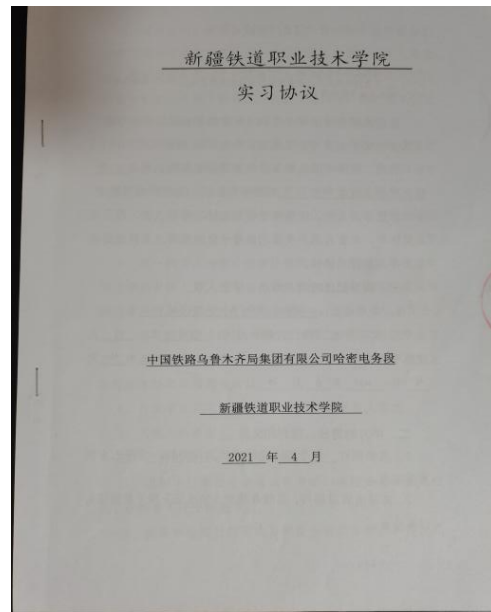 新疆铁道职业技术学院
实习协议
中国铁路乌鲁木齐局集团有限公司哈密电务段
新疆铁道职业技术学院
2021 年 4 月